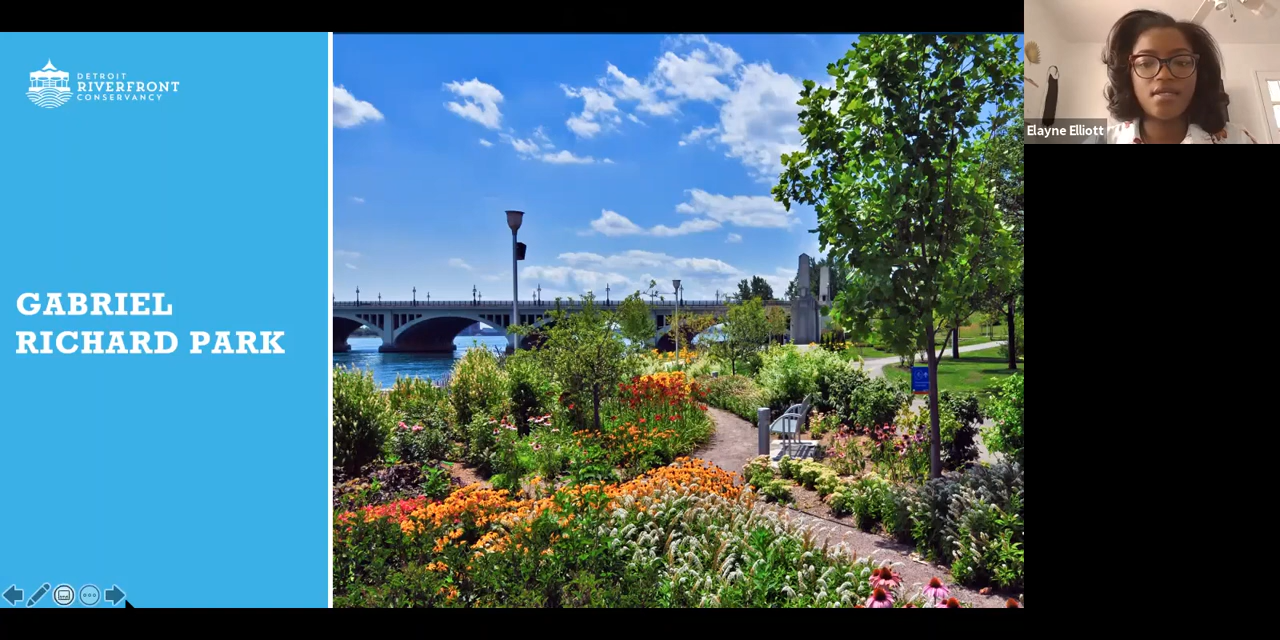 DETROIT
RIVERFRONT
CONSERVANCY
GABRIEL
RICHARD PARK
Elayne Elliott